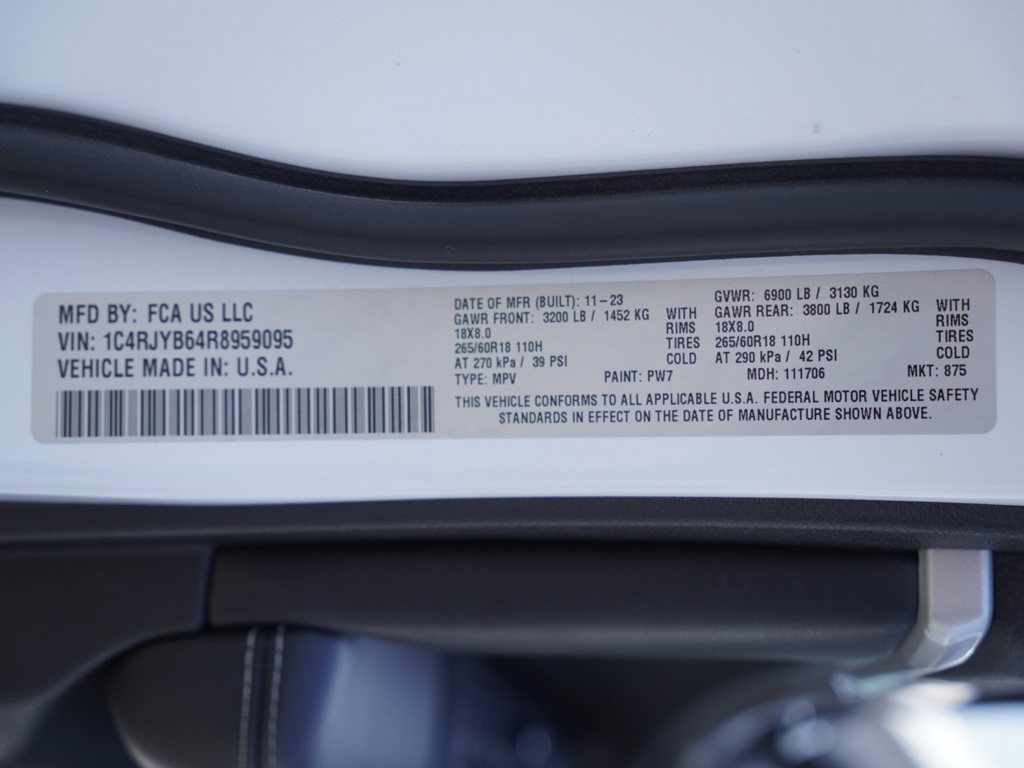 MFD BY: FCA US LLC
VIN: 1C4RJYB64R8959095
VEHICLE MADE IN: U.S.A.
DATE OF MFR (BUILT): 11-23
GAWR FRONT: 3200 LB / 1452 KG
18X8.0
265/60R18 110H
AT 270 kPa / 39 PSI
WITH
RIMS
TIRES
COLD
GVWR: 6900 LB / 3130 KG
GAWR REAR: 3800 LB / 1724 KG
18X8.0
265/60R18 110H
AT 290 kPa / 42 PSI
WITH
RIMS
TIRES
COLD
TYPE: MPV PAINT: PW7 MDH: 111706 MKT: 875
THIS VEHICLE CONFORMS TO ALL APPLICABLE U.S.A. FEDERAL MOTOR VEHICLE SAFETY
STANDARDS IN EFFECT ON THE DATE OF MANUFACTURE SHOWN ABOVE.